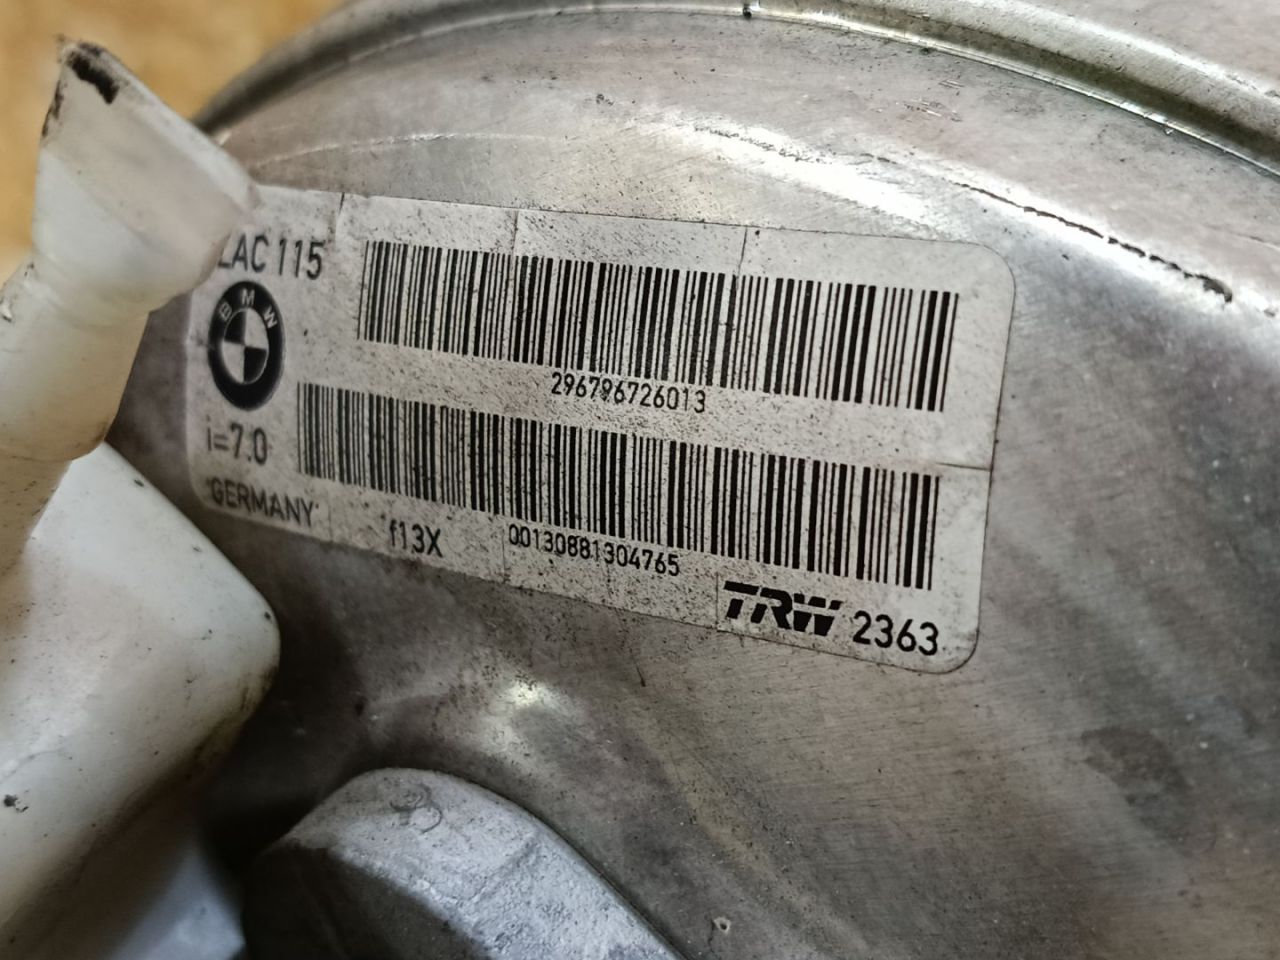 LAC 115
BMW
296796726013
i=7.0
GERMANY
f13X
00130881304765
TRW 2363